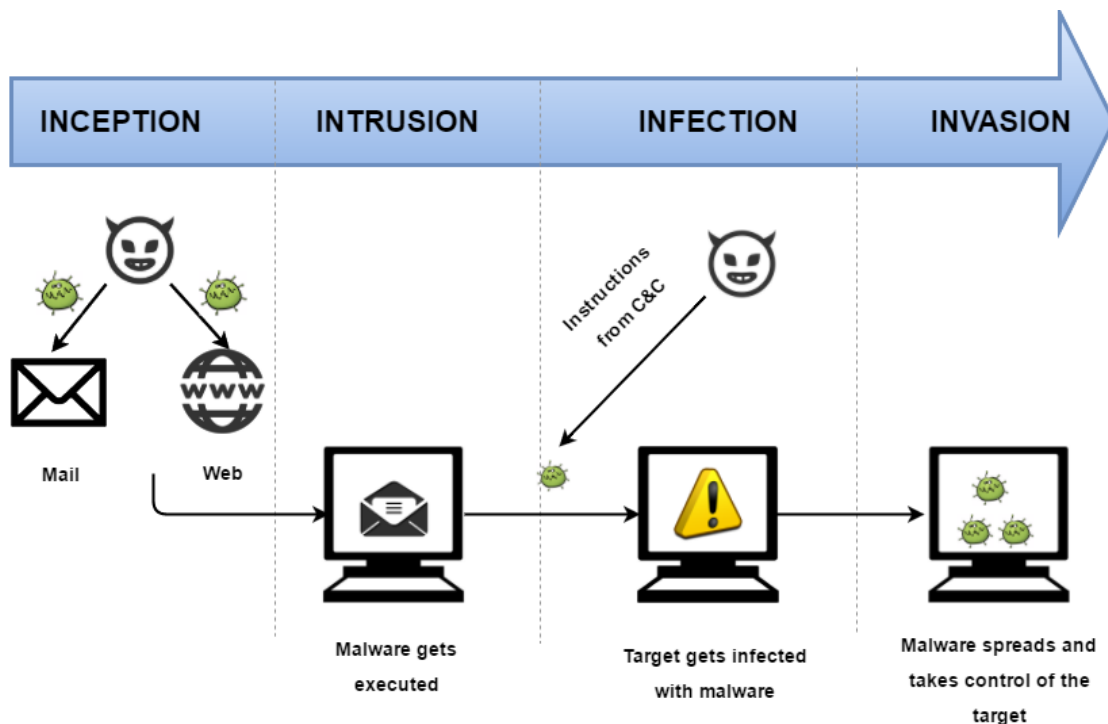 INCEPTION
INTRUSION
INFECTION
INVASION
Instructions
from C&C
WWW
Mail
Web
Malware gets
executed
Target gets infected
with malware
Malware spreads and
takes control of the
target